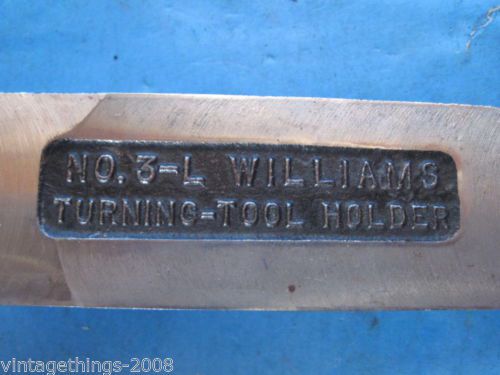 NO. 3-L WILLIAMS
TURNING-TOOL HOLDER
vintagethings-2008